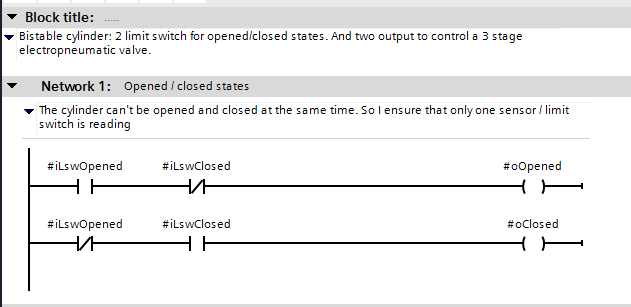 Block title: .....
Bistable cylinder: 2 limit switch for opened/closed states. And two output to control a 3 stage
electropneumatic valve.
Network 1: Opened / closed states
The cylinder can't be opened and closed at the same time. So I ensure that only one sensor / limit
switch is reading
#iLswOpened #iLswClosed #oOpened
#iLswOpened #iLswClosed #oClosed